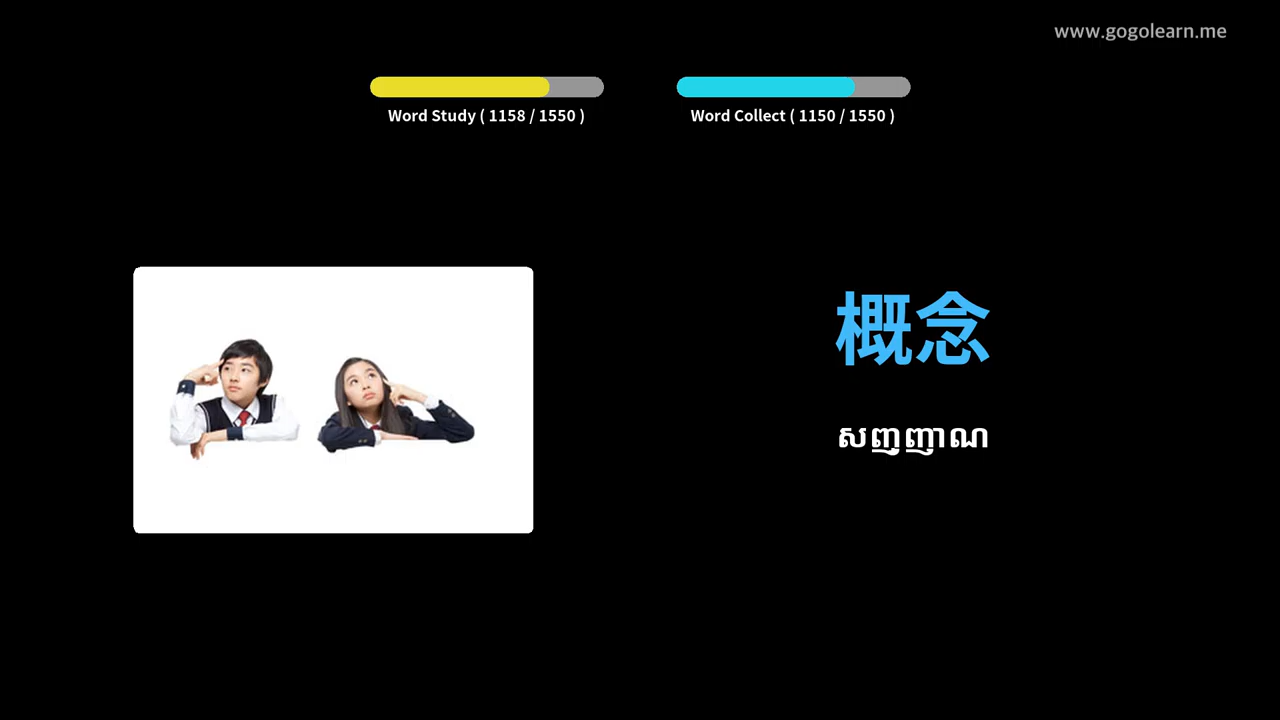 www.gogolearn.me
Word Study ( 1158 / 1550 )
Word Collect ( 1150 / 1550 )
概念
សញ្ញាណ